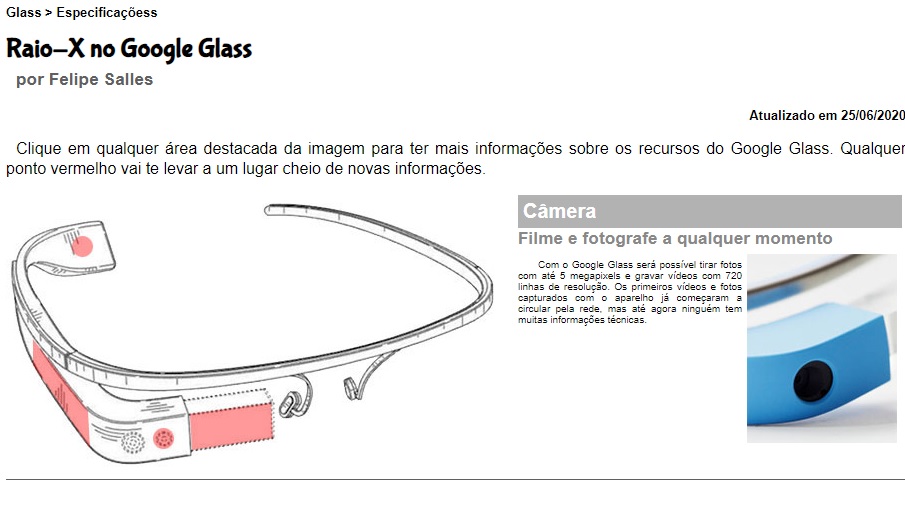 Glass > Especificaçõess
Raio-X no Google Glass
por Felipe Salles
Atualizado em 25/06/2020
Clique em qualquer área destacada da imagem para ter mais informações sobre os recursos do Google Glass. Qualquer
ponto vermelho vai te levar a um lugar cheio de novas informações.
Câmera
Filme e fotografe a qualquer momento
Com o Google Glass será possível tirar fotos
com até 5 megapixels e gravar vídeos com 720
linhas de resolução. Os primeiros vídeos e fotos
capturados com o aparelho já começaram a
circular pela rede, mas até agora ninguém tem
muitas informações técnicas.